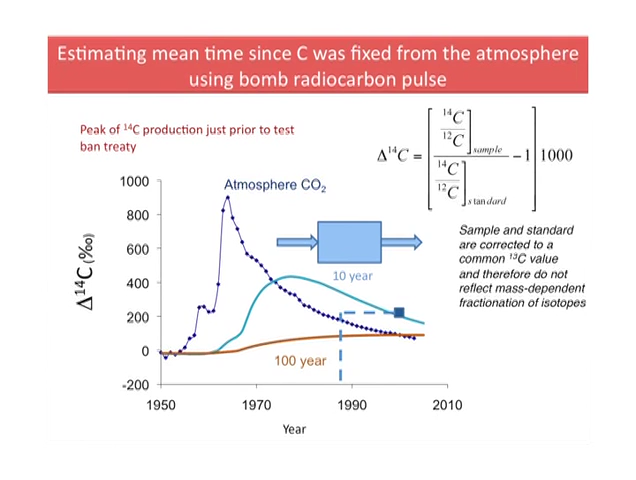 Estimating mean time since C was fixed from the atmosphere
using bomb radiocarbon pulse
Peak of ¹⁴C production just prior to test
ban treaty
Δ¹⁴C = [ [¹⁴C/¹²C]sample / [¹⁴C/¹²C]standard − 1 ] 1000
Atmosphere CO₂
Sample and standard
are corrected to a
common ¹³C value
and therefore do not
reflect mass-dependent
fractionation of isotopes
10 year
100 year
Δ¹⁴C (‰)
1000
800
600
400
200
0
-200
1950 1970 1990 2010
Year